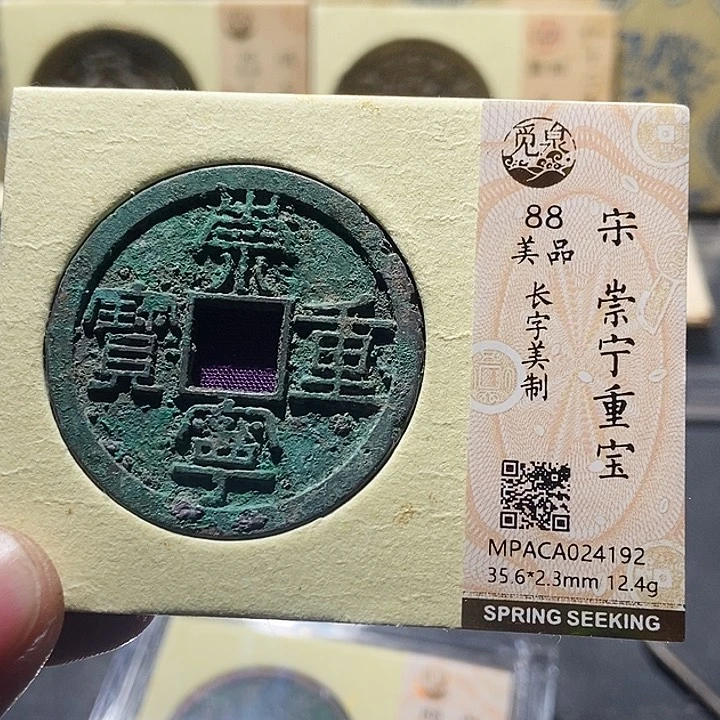 崇
重
寧
寶
觅泉
88
美品
长字美制
宋 崇宁重宝
MPACA024192
35.6*2.3mm 12.4g
SPRING SEEKING